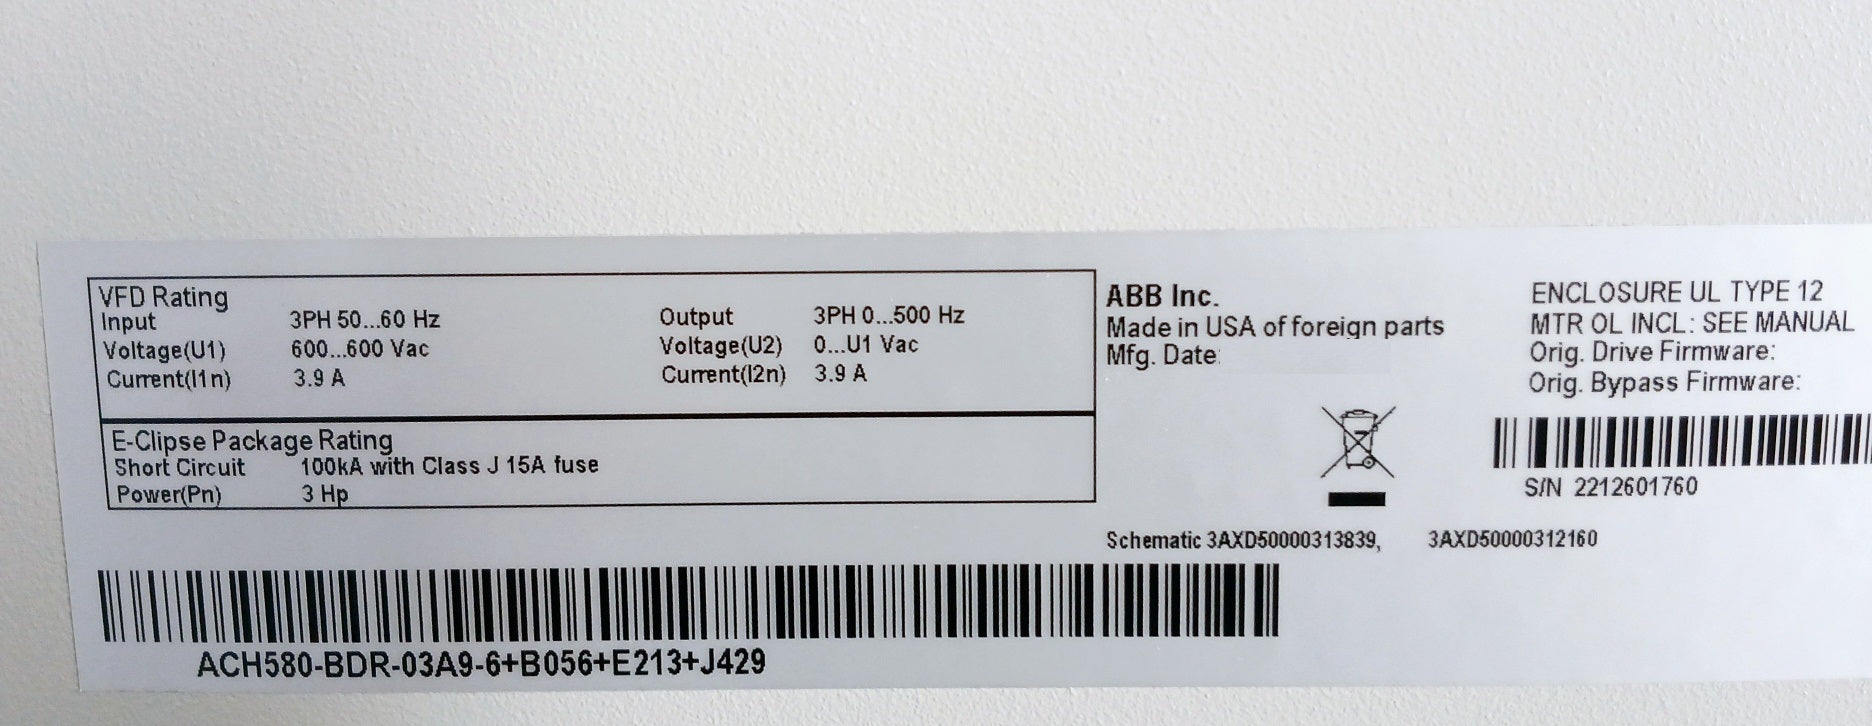 VFD Rating
Input 3PH 50...60 Hz Output 3PH 0...500 Hz
Voltage(U1) 600...600 Vac Voltage(U2) 0...U1 Vac
Current(I1n) 3.9 A Current(I2n) 3.9 A
E-Clipse Package Rating
Short Circuit 100kA with Class J 15A fuse
Power(Pn) 3 Hp
ABB Inc.
Made in USA of foreign parts
Mfg. Date:
ENCLOSURE UL TYPE 12
MTR OL INCL: SEE MANUAL
Orig. Drive Firmware:
Orig. Bypass Firmware:
S/N 2212601760
Schematic 3AXD50000313839, 3AXD50000312160
ACH580-BDR-03A9-6+B056+E213+J429